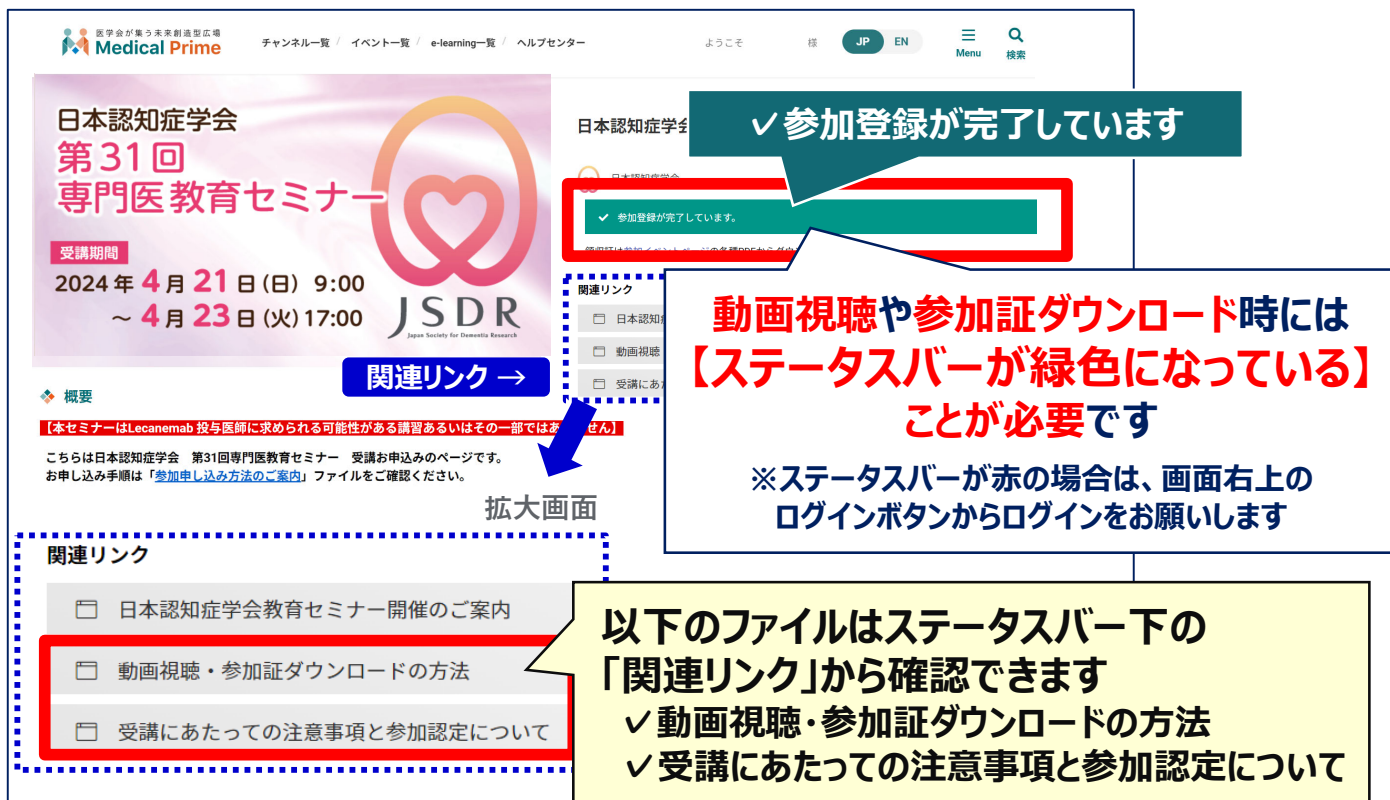 医学会が集う未来創造型広場
Medical Prime
チャンネル一覧 / イベント一覧 / e-learning一覧 / ヘルプセンター
ようこそ 様
JP EN
Menu
検索
日本認知症学会
第31回
専門医教育セミナー
受講期間
2024年 4月 21日(日) 9:00
～ 4月 23日(火)17:00
JSDR
Japan Society for Dementia Research
日本認知症学会
✓参加登録が完了しています
日本認知症学会
✔ 参加登録が完了しています。
関連リンク
日本認知
動画視聴
受講にあた
関連リンク→
動画視聴や参加証ダウンロード時には
【ステータスバーが緑色になっている】
ことが必要です
※ステータスバーが赤の場合は、画面右上の
ログインボタンからログインをお願いします
概要
【本セミナーはLecanemab 投与医師に求められる可能性がある講習あるいはその一部ではありません】
こちらは日本認知症学会 第31回専門医教育セミナー 受講お申込みのページです。
お申し込み手順は「参加申し込み方法のご案内」ファイルをご確認ください。
拡大画面
関連リンク
日本認知症学会教育セミナー開催のご案内
動画視聴・参加証ダウンロードの方法
受講にあたっての注意事項と参加認定について
以下のファイルはステータスバー下の
「関連リンク」から確認できます
✓動画視聴・参加証ダウンロードの方法
✓受講にあたっての注意事項と参加認定について